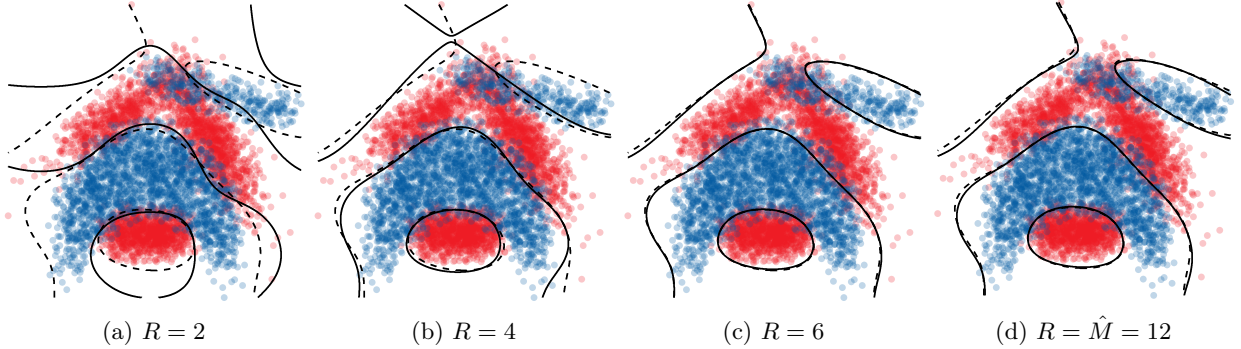 (a) R = 2
(b) R = 4
(c) R = 6
(d) R = M̂ = 12